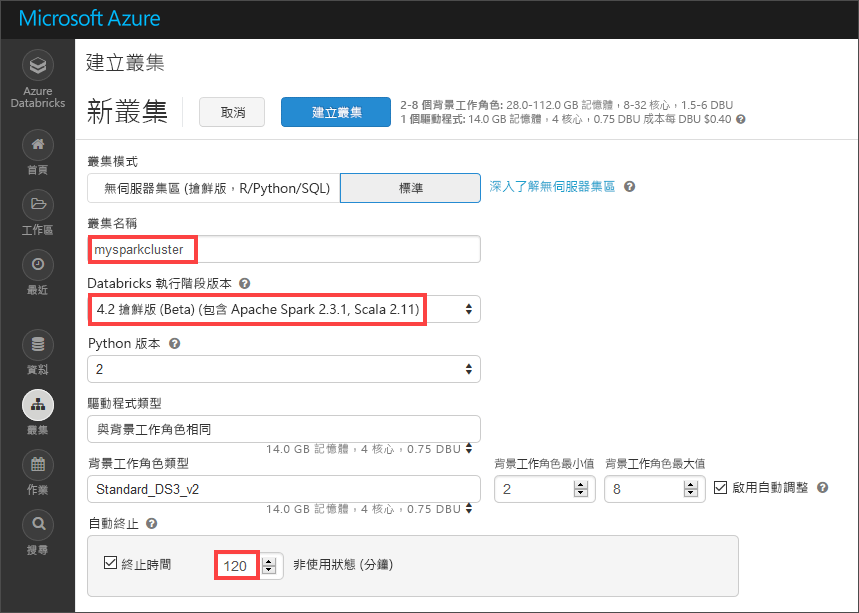 Microsoft Azure
Azure
Databricks
首頁
工作區
最近
資料
叢集
作業
搜尋
建立叢集
新叢集
取消
建立叢集
2-8 個背景工作角色: 28.0-112.0 GB 記憶體，8-32 核心，1.5-6 DBU
1 個驅動程式: 14.0 GB 記憶體，4 核心，0.75 DBU 成本每 DBU $0.40 ?
叢集模式
無伺服器集區 (搶鮮版，R/Python/SQL)
標準
深入了解無伺服器集區 ?
叢集名稱
mysparkcluster
Databricks 執行階段版本 ?
4.2 搶鮮版 (Beta) (包含 Apache Spark 2.3.1, Scala 2.11)
Python 版本 ?
2
驅動程式類型
與背景工作角色相同
14.0 GB 記憶體，4 核心，0.75 DBU
背景工作角色類型
背景工作角色最小值
背景工作角色最大值
Standard_DS3_v2
2
8
啟用自動調整 ?
14.0 GB 記憶體，4 核心，0.75 DBU
自動終止 ?
終止時間
120
非使用狀態 (分鐘)